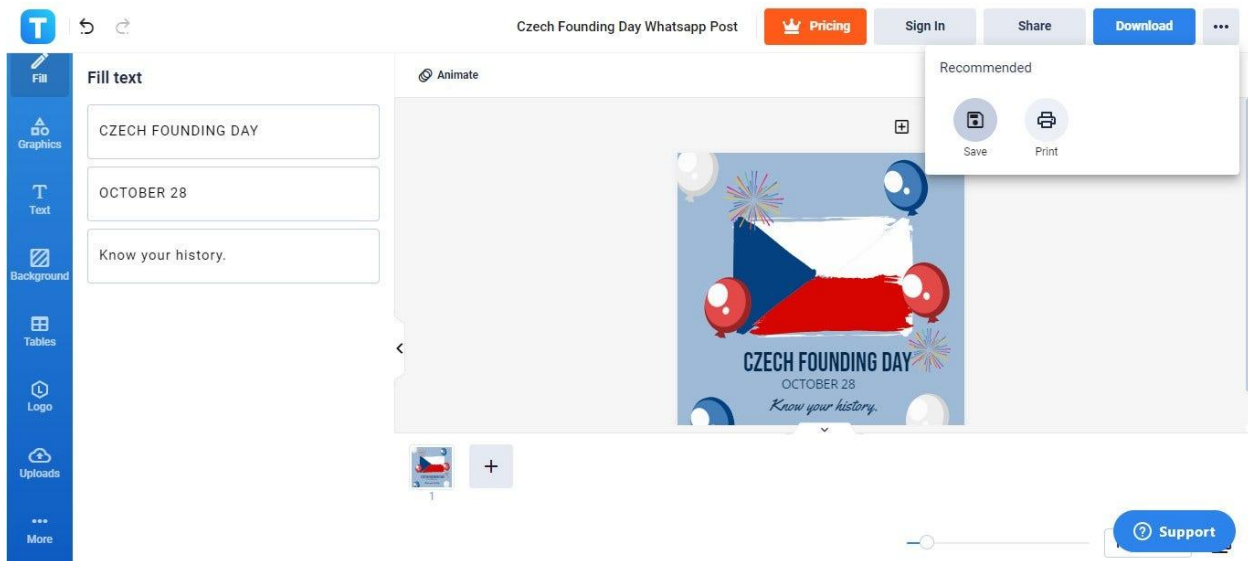 T
Czech Founding Day Whatsapp Post
Pricing
Sign In
Share
Download
Fill
Graphics
T
Text
Background
Tables
L
Logo
Uploads
More
Fill text
CZECH FOUNDING DAY
OCTOBER 28
Know your history.
Animate
Recommended
Save
Print
CZECH FOUNDING DAY
OCTOBER 28
Know your history.
1
Support